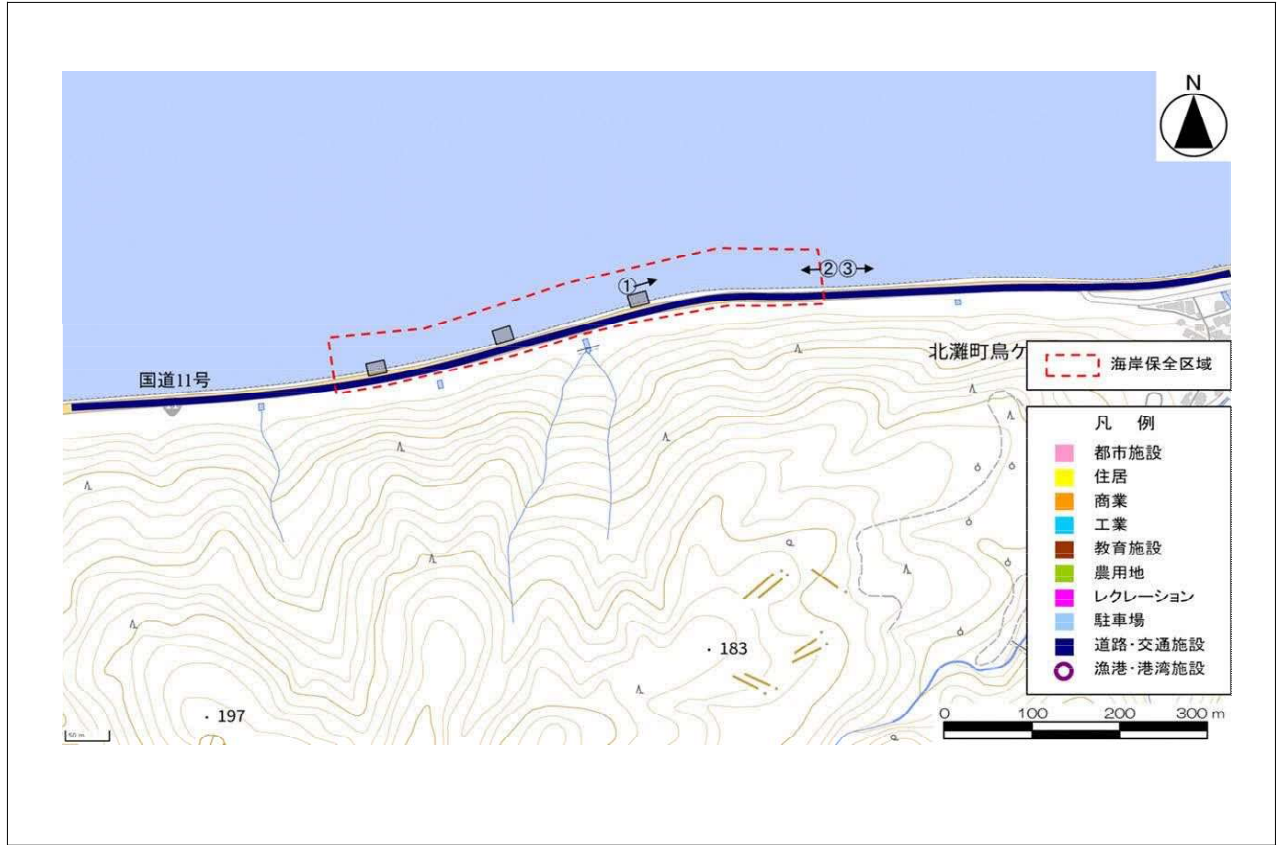 N
①
②③
国道11号
北灘町鳥ケ
海岸保全区域
凡 例
都市施設
住居
商業
工業
教育施設
農用地
レクレーション
駐車場
道路・交通施設
漁港・港湾施設
183
197
50 m
0 100 200 300 m